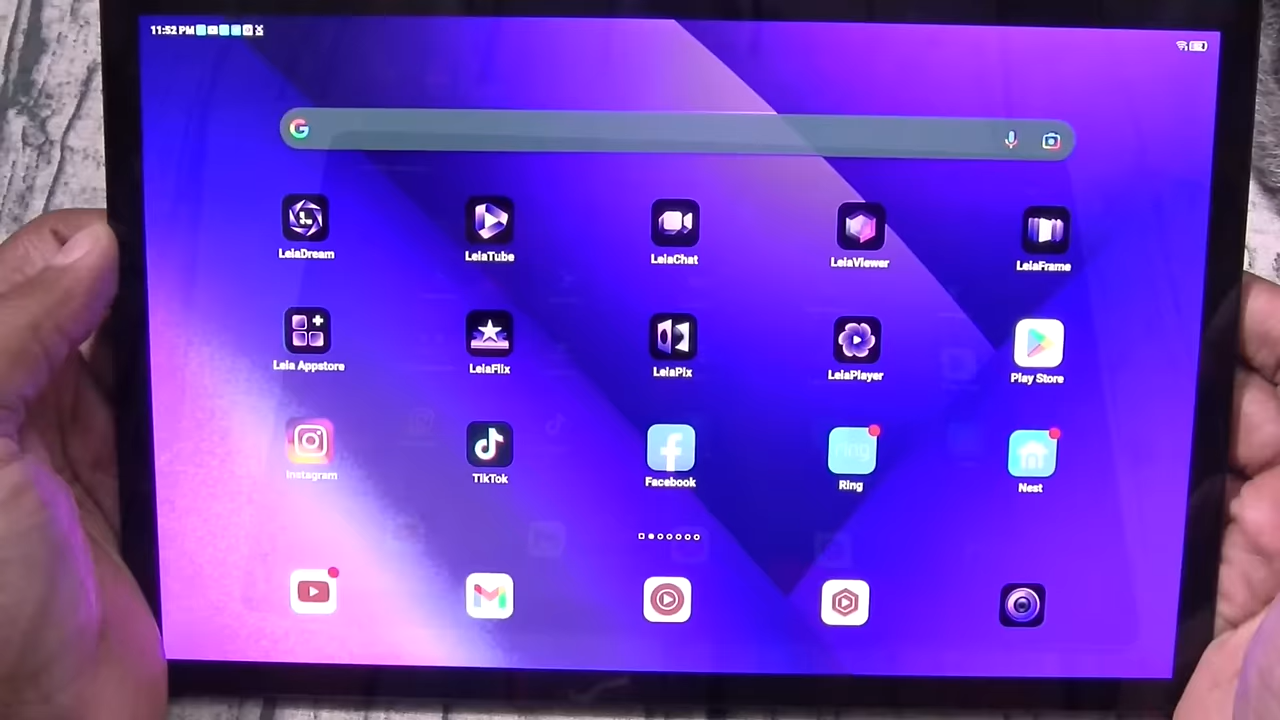 11:52 PM
LeiaDream
LeiaTube
LeiaChat
LeiaViewer
LeiaFrame
Leia Appstore
LeiaFlix
LeiaPix
LeiaPlayer
Play Store
Instagram
TikTok
Facebook
ring
Ring
Nest